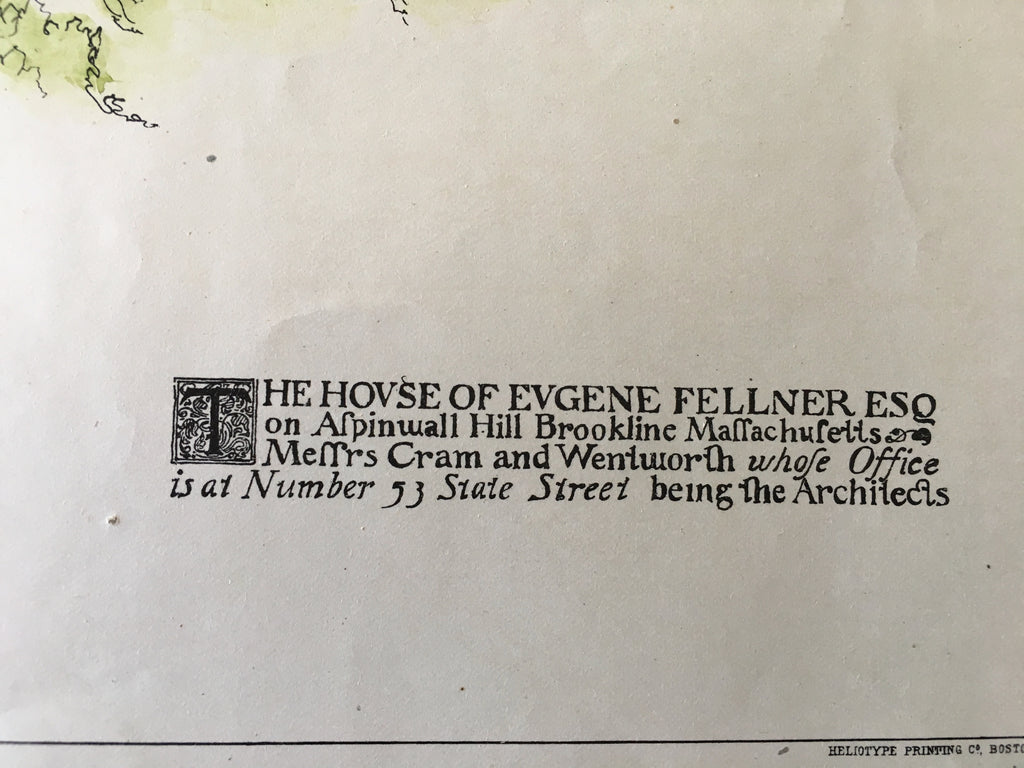 THE HOVSE OF EVGENE FELLNER ESQ
on Aſpinwall Hill Brookline Maſſachuſetts
Meſſrs Cram and Wentworth whoſe Office
is at Number 53 State Street being the Architects
HELIOTYPE PRINTING Cº, BOSTO